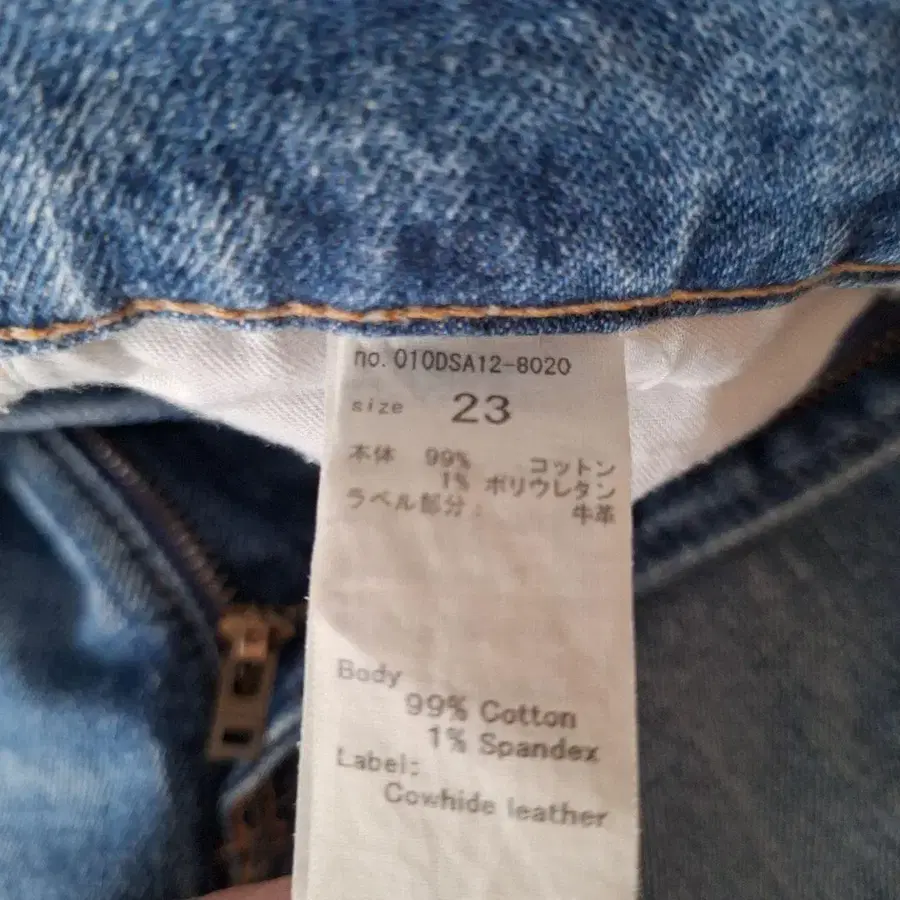 no. 010DSA12-8020
size 23
本体 99% コットン
1% ポリウレタン
ラベル部分: 牛革
Body
99% Cotton
1% Spandex
Label:
Cowhide leather